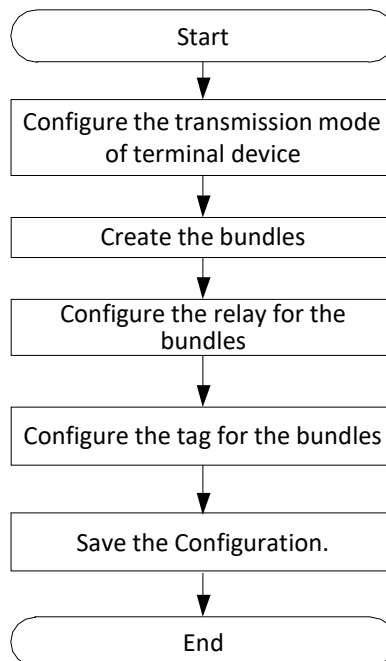 Start
Configure the transmission mode
of terminal device
Create the bundles
Configure the relay for the
bundles
Configure the tag for the bundles
Save the Configuration.
End